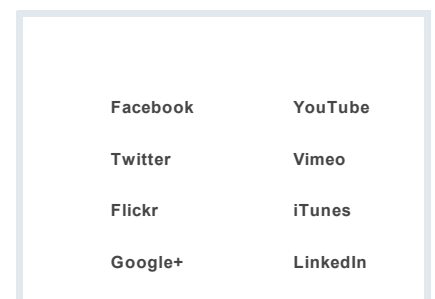 Facebook YouTube
Twitter Vimeo
Flickr iTunes
Google+ LinkedIn